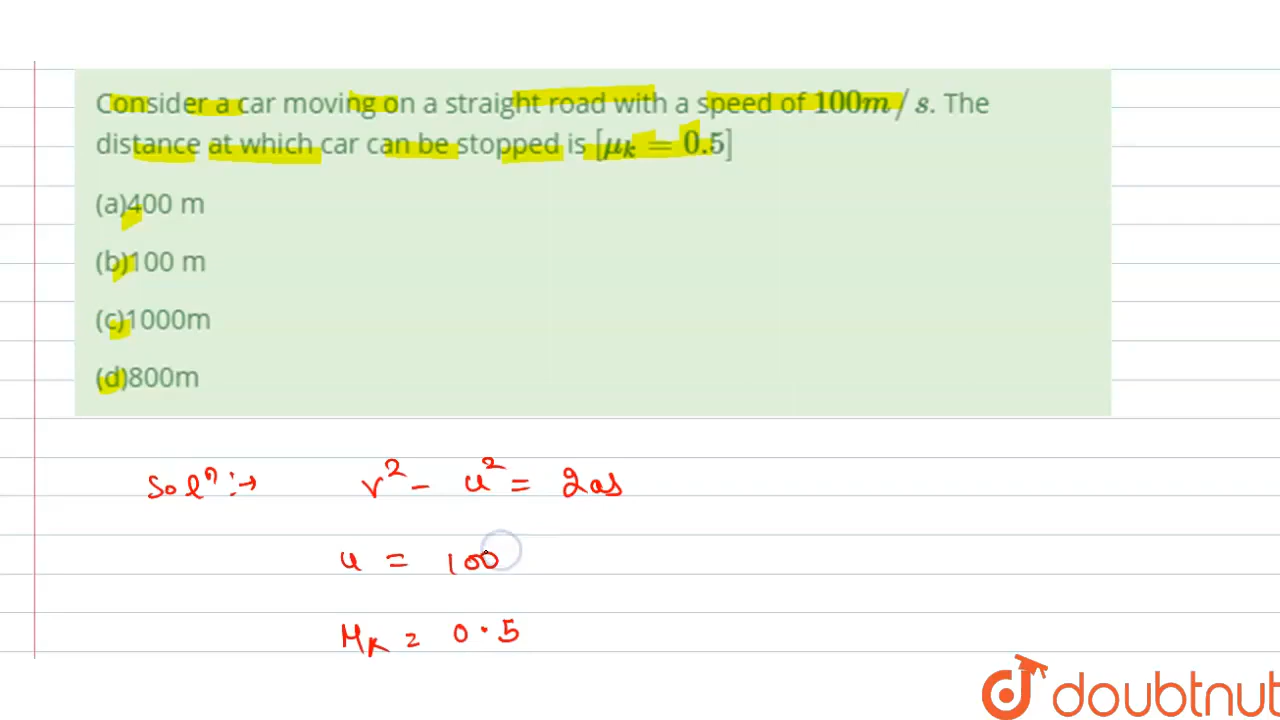 Consider a car moving on a straight road with a speed of 100m/s. The
distance at which car can be stopped is [μk = 0.5]
(a)400 m
(b)100 m
(c)1000m
(d)800m
Solⁿ :→ v² - u² = 2as
u = 100
μk = 0.5
doubtnut